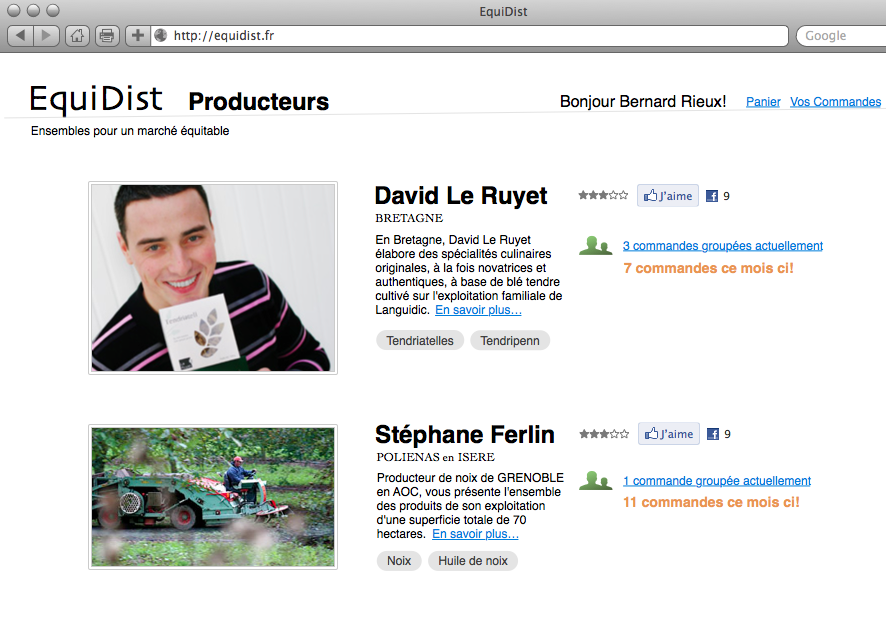 EquiDist
http://equidist.fr
Google
EquiDist Producteurs
Bonjour Bernard Rieux! Panier Vos Commandes
Ensembles pour un marché équitable
David Le Ruyet
J'aime 9
BRETAGNE
En Bretagne, David Le Ruyet
élabore des spécialités culinaires
originales, à la fois novatrices et
authentiques, à base de blé tendre
cultivé sur l'exploitation familiale de
Languidic. En savoir plus…
3 commandes groupées actuellement
7 commandes ce mois ci!
Tendriatelles Tendripenn
Stéphane Ferlin
J'aime 9
POLIENAS en ISERE
Producteur de noix de GRENOBLE
en AOC, vous présente l'ensemble
des produits de son exploitation
d'une superficie totale de 70
hectares. En savoir plus…
1 commande groupée actuellement
11 commandes ce mois ci!
Noix Huile de noix